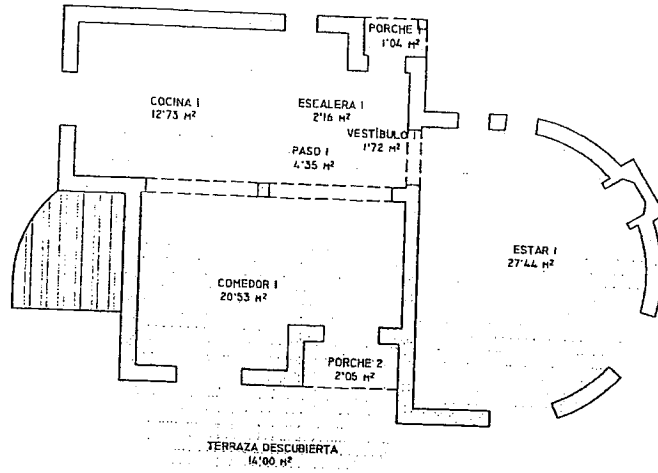 PORCHE 1
1'04 M²
COCINA 1
12'73 M²
ESCALERA 1
2'16 M²
VESTÍBULO 1
1'72 M²
PASO 1
4'35 M²
ESTAR 1
27'44 M²
COMEDOR 1
20'53 M²
PORCHE 2
2'05 M²
TERRAZA DESCUBIERTA
14'00 M²